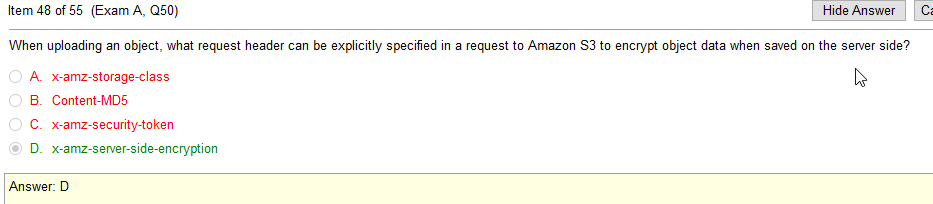 Item 48 of 55 (Exam A, Q50)
Hide Answer
When uploading an object, what request header can be explicitly specified in a request to Amazon S3 to encrypt object data when saved on the server side?
A. x-amz-storage-class
B. Content-MD5
C. x-amz-security-token
D. x-amz-server-side-encryption
Answer: D